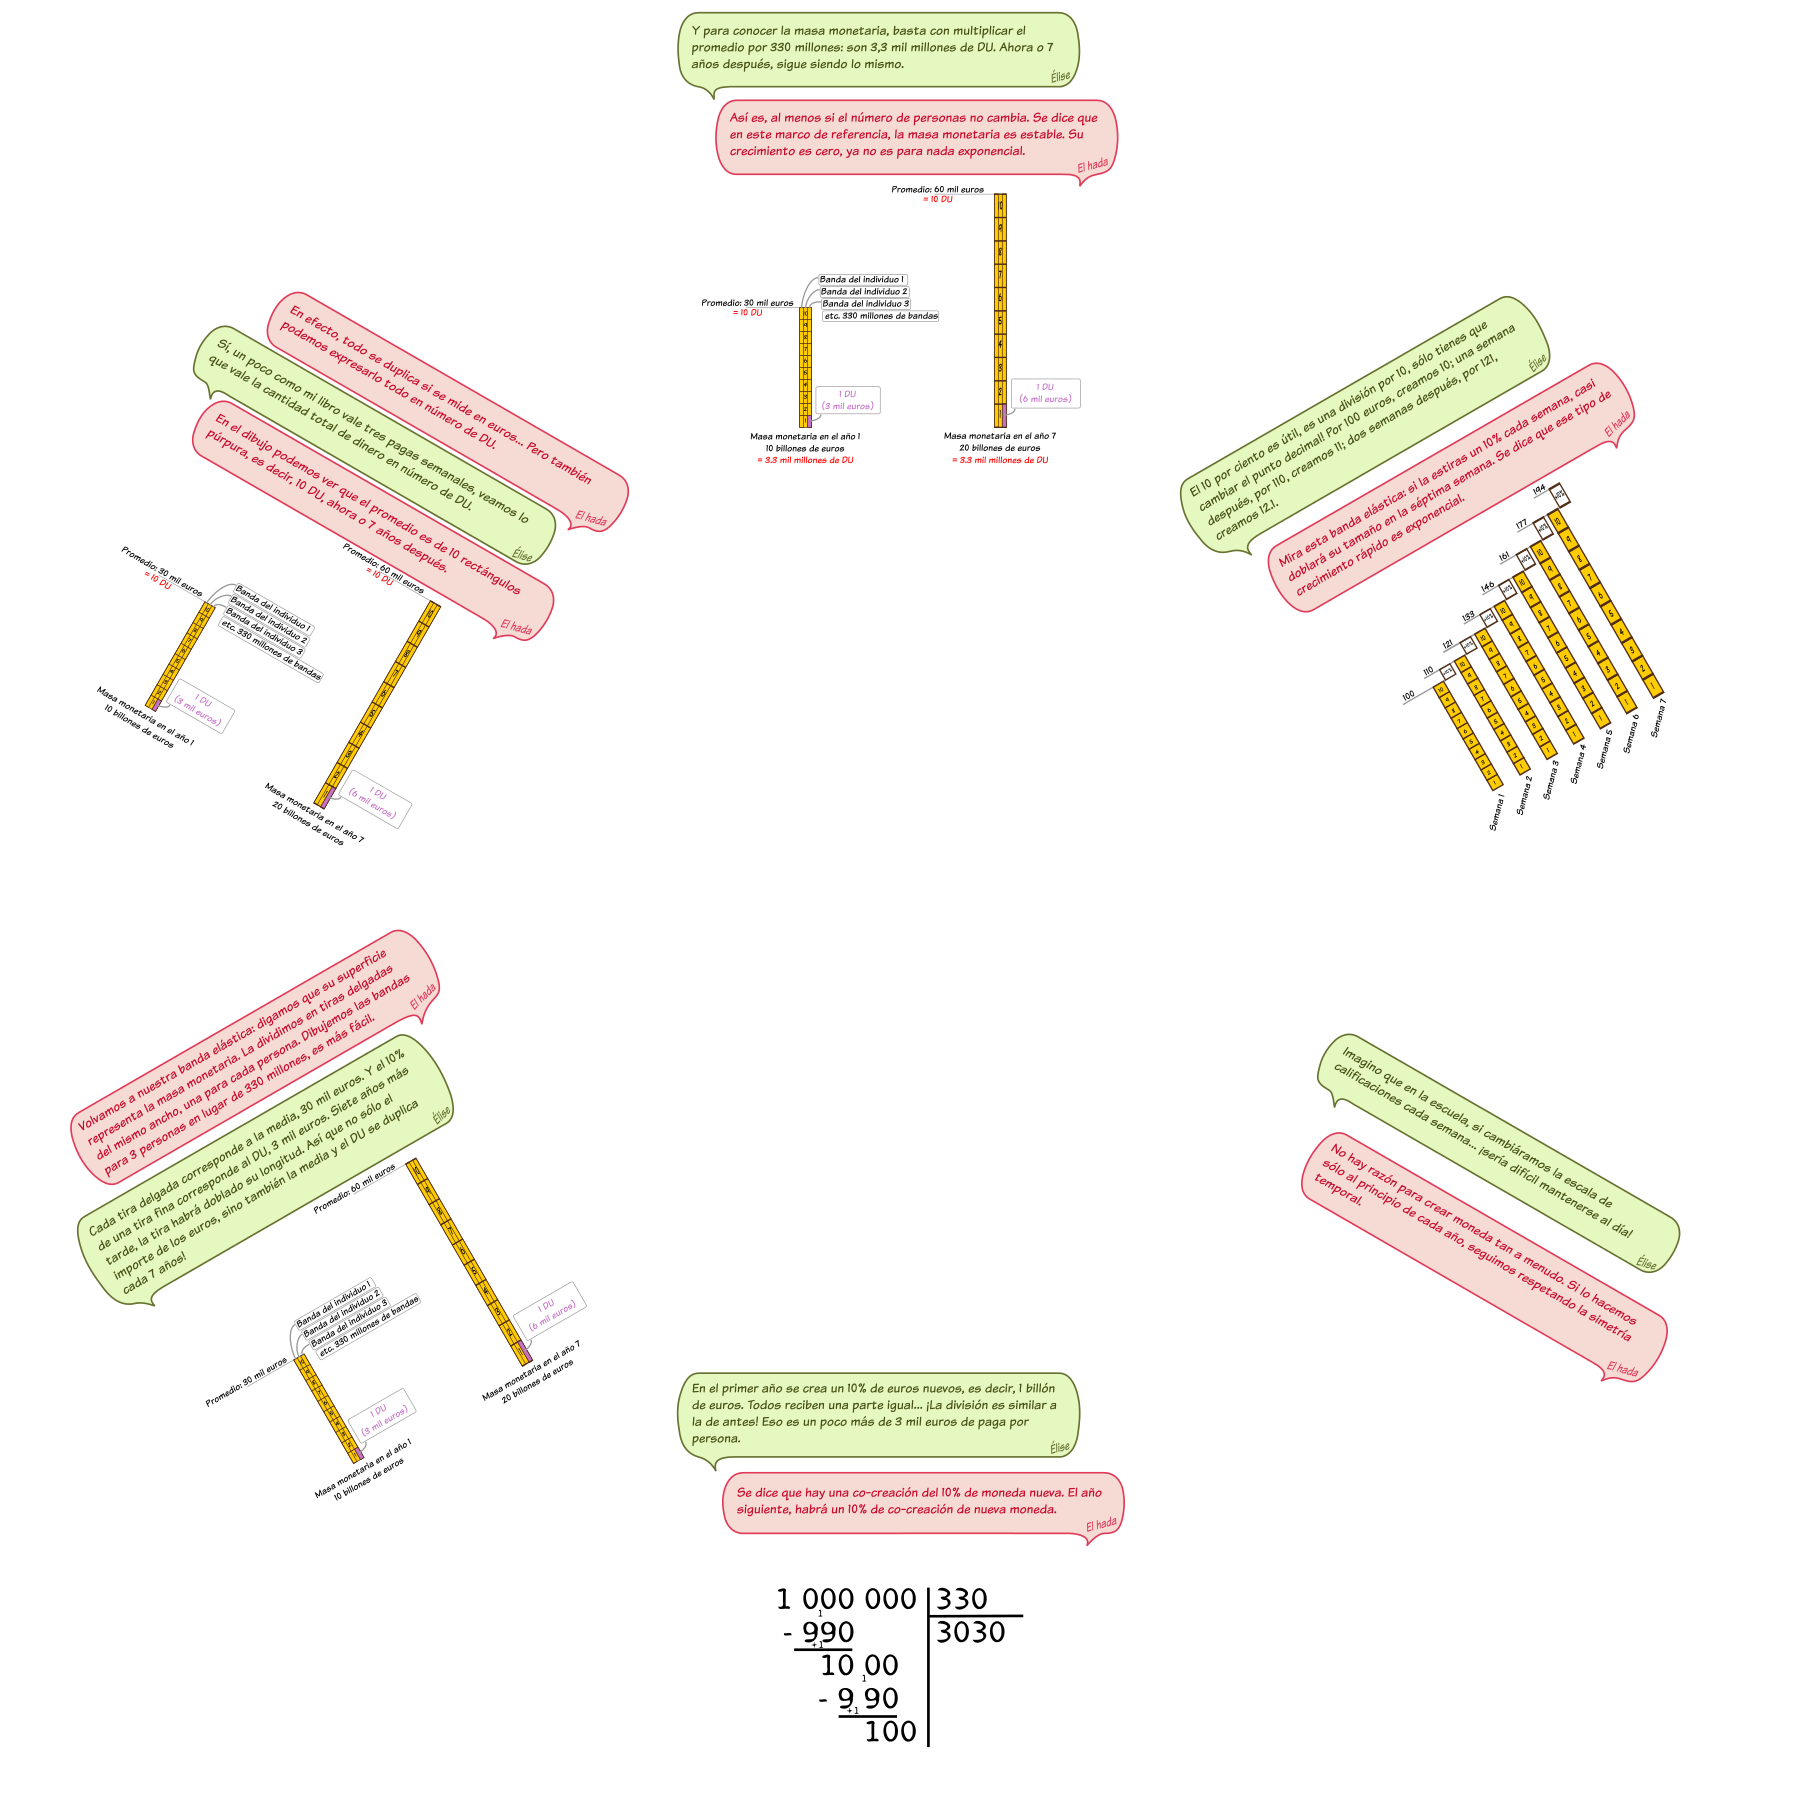 Y para conocer la masa monetaria, basta con multiplicar el
promedio por 330 millones: son 3,3 mil millones de DU. Ahora o 7
años después, sigue siendo lo mismo.
Élise
Así es, al menos si el número de personas no cambia. Se dice que
en este marco de referencia, la masa monetaria es estable. Su
crecimiento es cero, ya no es para nada exponencial.
El hada
Promedio: 60 mil euros
= 10 DU
10
9
8
7
6
5
4
3
2
1
Banda del individuo 1
Banda del individuo 2
Banda del individuo 3
etc. 330 millones de bandas
Promedio: 30 mil euros
= 10 DU
10
9
8
7
6
5
4
3
2
1
1 DU
(3 mil euros)
1 DU
(6 mil euros)
Masa monetaria en el año 1
10 billones de euros
= 3.3 mil millones de DU
Masa monetaria en el año 7
20 billones de euros
= 3.3 mil millones de DU
El 10 por ciento es útil, es una división por 10, sólo tienes que
cambiar el punto decimal! Por 100 euros, creamos 10; una semana
después, por 110, creamos 11; dos semanas después, por 121,
creamos 12.1.
Élise
Mira esta banda elástica: si la estiras un 10% cada semana, casi
doblará su tamaño en la séptima semana. Se dice que ese tipo de
crecimiento rápido es exponencial.
El hada
100
110
121
133
146
161
177
194
Semana 1
Semana 2
Semana 3
Semana 4
Semana 5
Semana 6
Semana 7
Imagino que en la escuela, si cambiáramos la escala de
calificaciones cada semana... ¡sería difícil mantenerse al día!
Élise
No hay razón para crear moneda tan a menudo. Si lo hacemos
sólo al principio de cada año, seguimos respetando la simetría
temporal.
El hada
En el primer año se crea un 10% de euros nuevos, es decir, 1 billón
de euros. Todos reciben una parte igual... ¡La división es similar a
la de antes! Eso es un poco más de 3 mil euros de paga por
persona.
Élise
Se dice que hay una co-creación del 10% de moneda nueva. El año
siguiente, habrá un 10% de co-creación de nueva moneda.
El hada
1 000 000 330
1
- 990 3030
+1
10 00
1
- 9 90
+1
100
Volvamos a nuestra banda elástica: digamos que su superficie
representa la masa monetaria. La dividimos en tiras delgadas
del mismo ancho, una para cada persona. Dibujemos las bandas
para 3 personas en lugar de 330 millones, es más fácil.
El hada
Cada tira delgada corresponde a la media, 30 mil euros. Y el 10%
de una tira fina corresponde al DU, 3 mil euros. Siete años más
tarde, la tira habrá doblado su longitud. Así que no sólo el
importe de los euros, sino también la media y el DU se duplica
cada 7 años!
Élise
Promedio: 60 mil euros
Banda del individuo 1
Banda del individuo 2
Banda del individuo 3
etc. 330 millones de bandas
Promedio: 30 mil euros
1 DU
(6 mil euros)
1 DU
(3 mil euros)
Masa monetaria en el año 7
20 billones de euros
Masa monetaria en el año 1
10 billones de euros
En efecto, todo se duplica si se mide en euros... Pero también
podemos expresarlo todo en número de DU.
El hada
Sí, un poco como mi libro vale tres pagas semanales, veamos lo
que vale la cantidad total de dinero en número de DU.
Élise
En el dibujo podemos ver que el promedio es de 10 rectángulos
púrpura, es decir, 10 DU, ahora o 7 años después.
El hada
Promedio: 30 mil euros
= 10 DU
Promedio: 60 mil euros
= 10 DU
Banda del individuo 1
Banda del individuo 2
Banda del individuo 3
etc. 330 millones de bandas
1 DU
(3 mil euros)
Masa monetaria en el año 1
10 billones de euros
1 DU
(6 mil euros)
Masa monetaria en el año 7
20 billones de euros